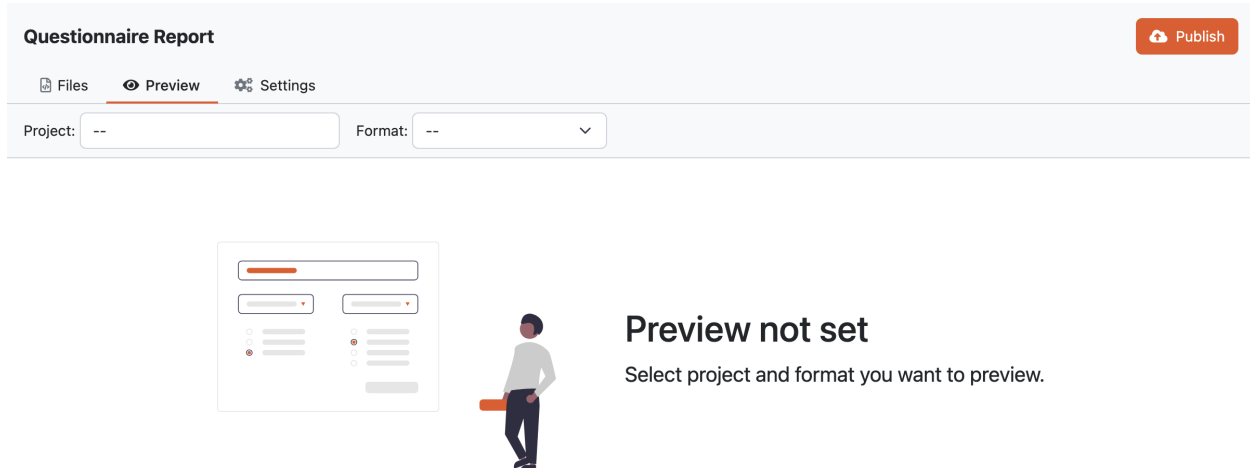 Questionnaire Report
Publish
Files Preview Settings
Project: -- Format: --
Preview not set
Select project and format you want to preview.